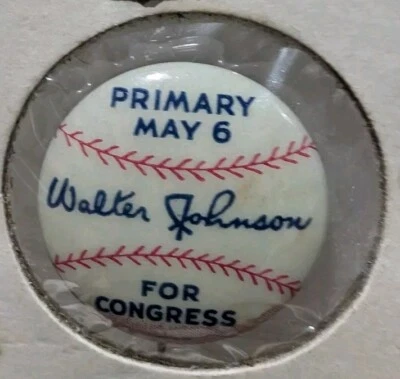 PRIMARY
MAY 6
Walter Johnson
FOR
CONGRESS